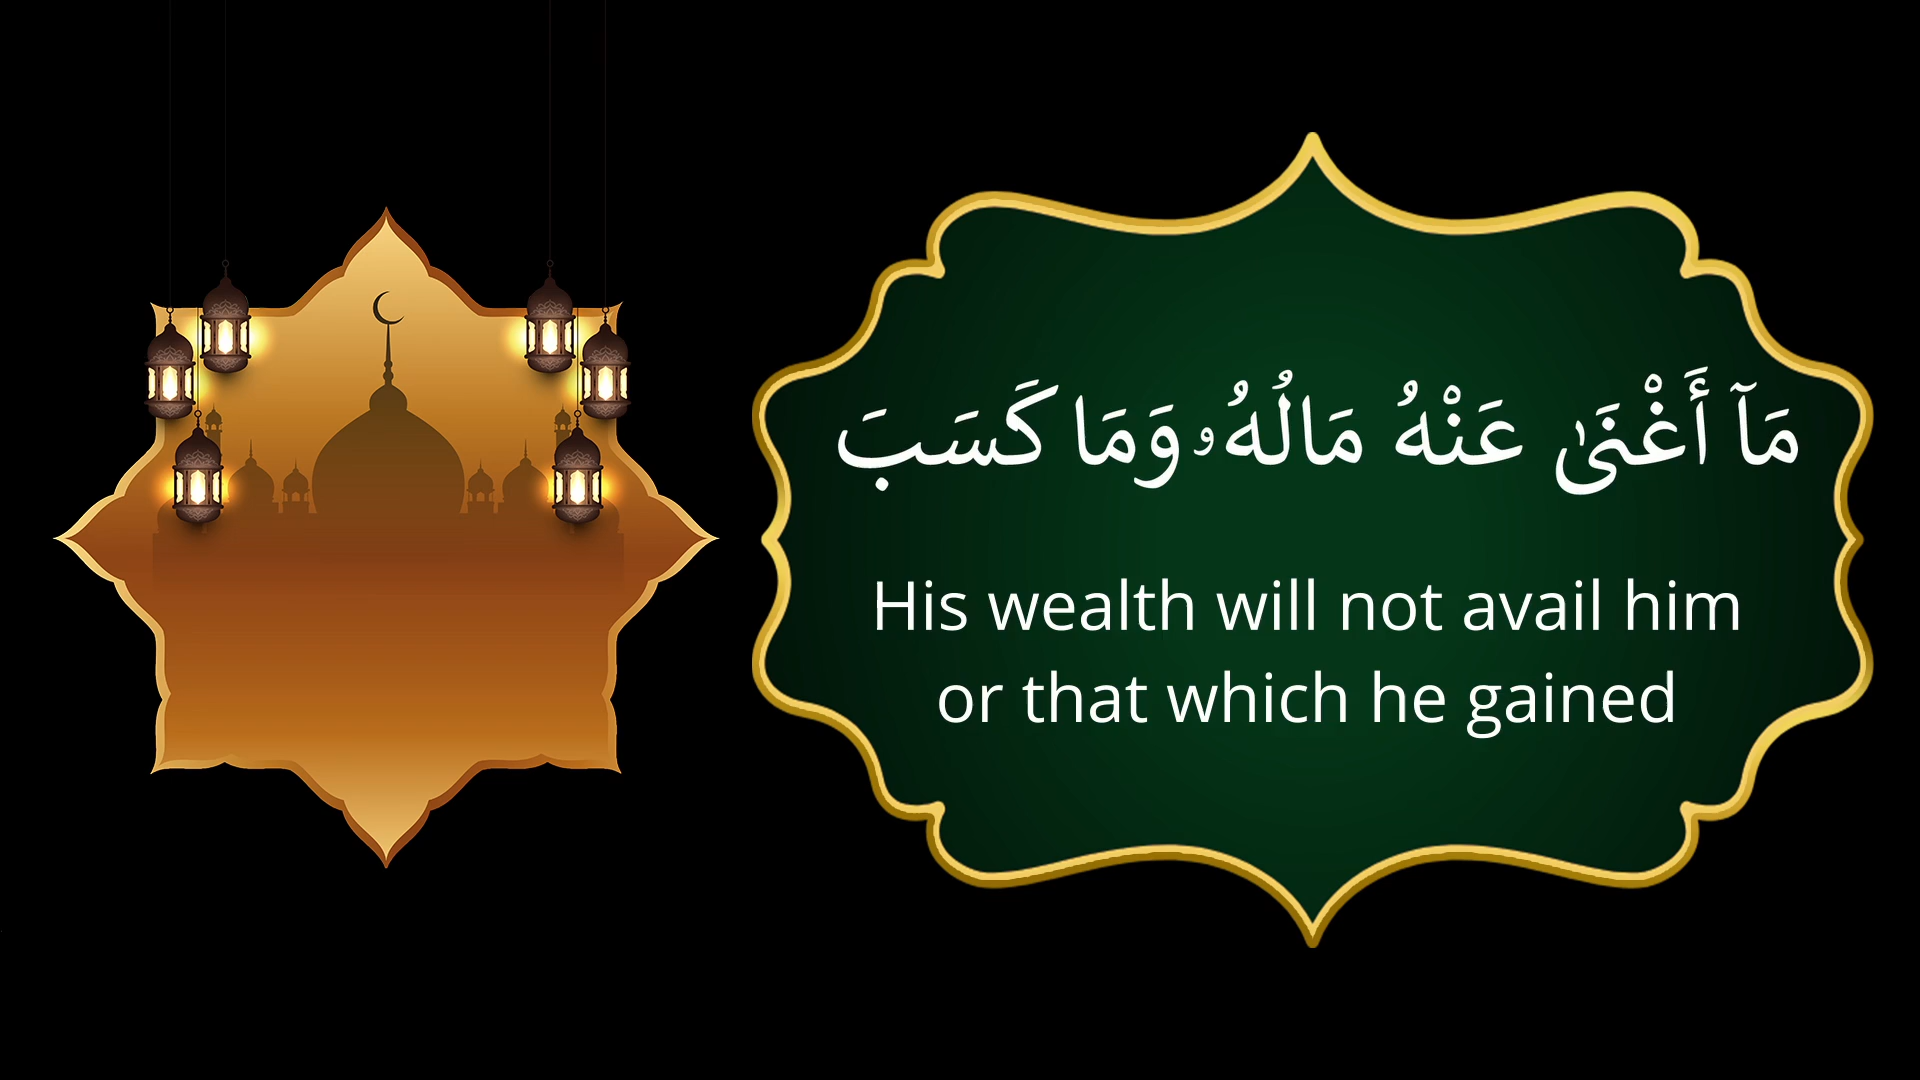 مَآ أَغْنَىٰ عَنْهُ مَالُهُۥ وَمَا كَسَبَ
His wealth will not avail him
or that which he gained